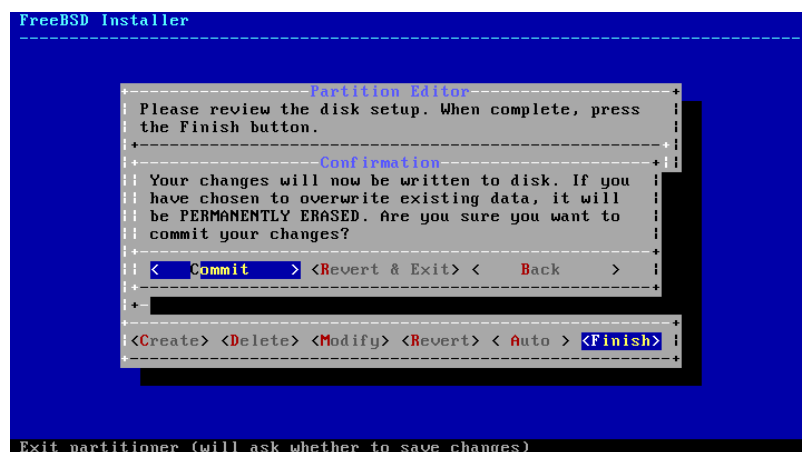 FreeBSD Installer
Partition Editor
Please review the disk setup. When complete, press
the Finish button.
Confirmation
Your changes will now be written to disk. If you
have chosen to overwrite existing data, it will
be PERMANENTLY ERASED. Are you sure you want to
commit your changes?
< Commit > <Revert & Exit> < Back >
<Create> <Delete> <Modify> <Revert> < Auto > <Finish>
Exit partitioner (will ask whether to save changes)